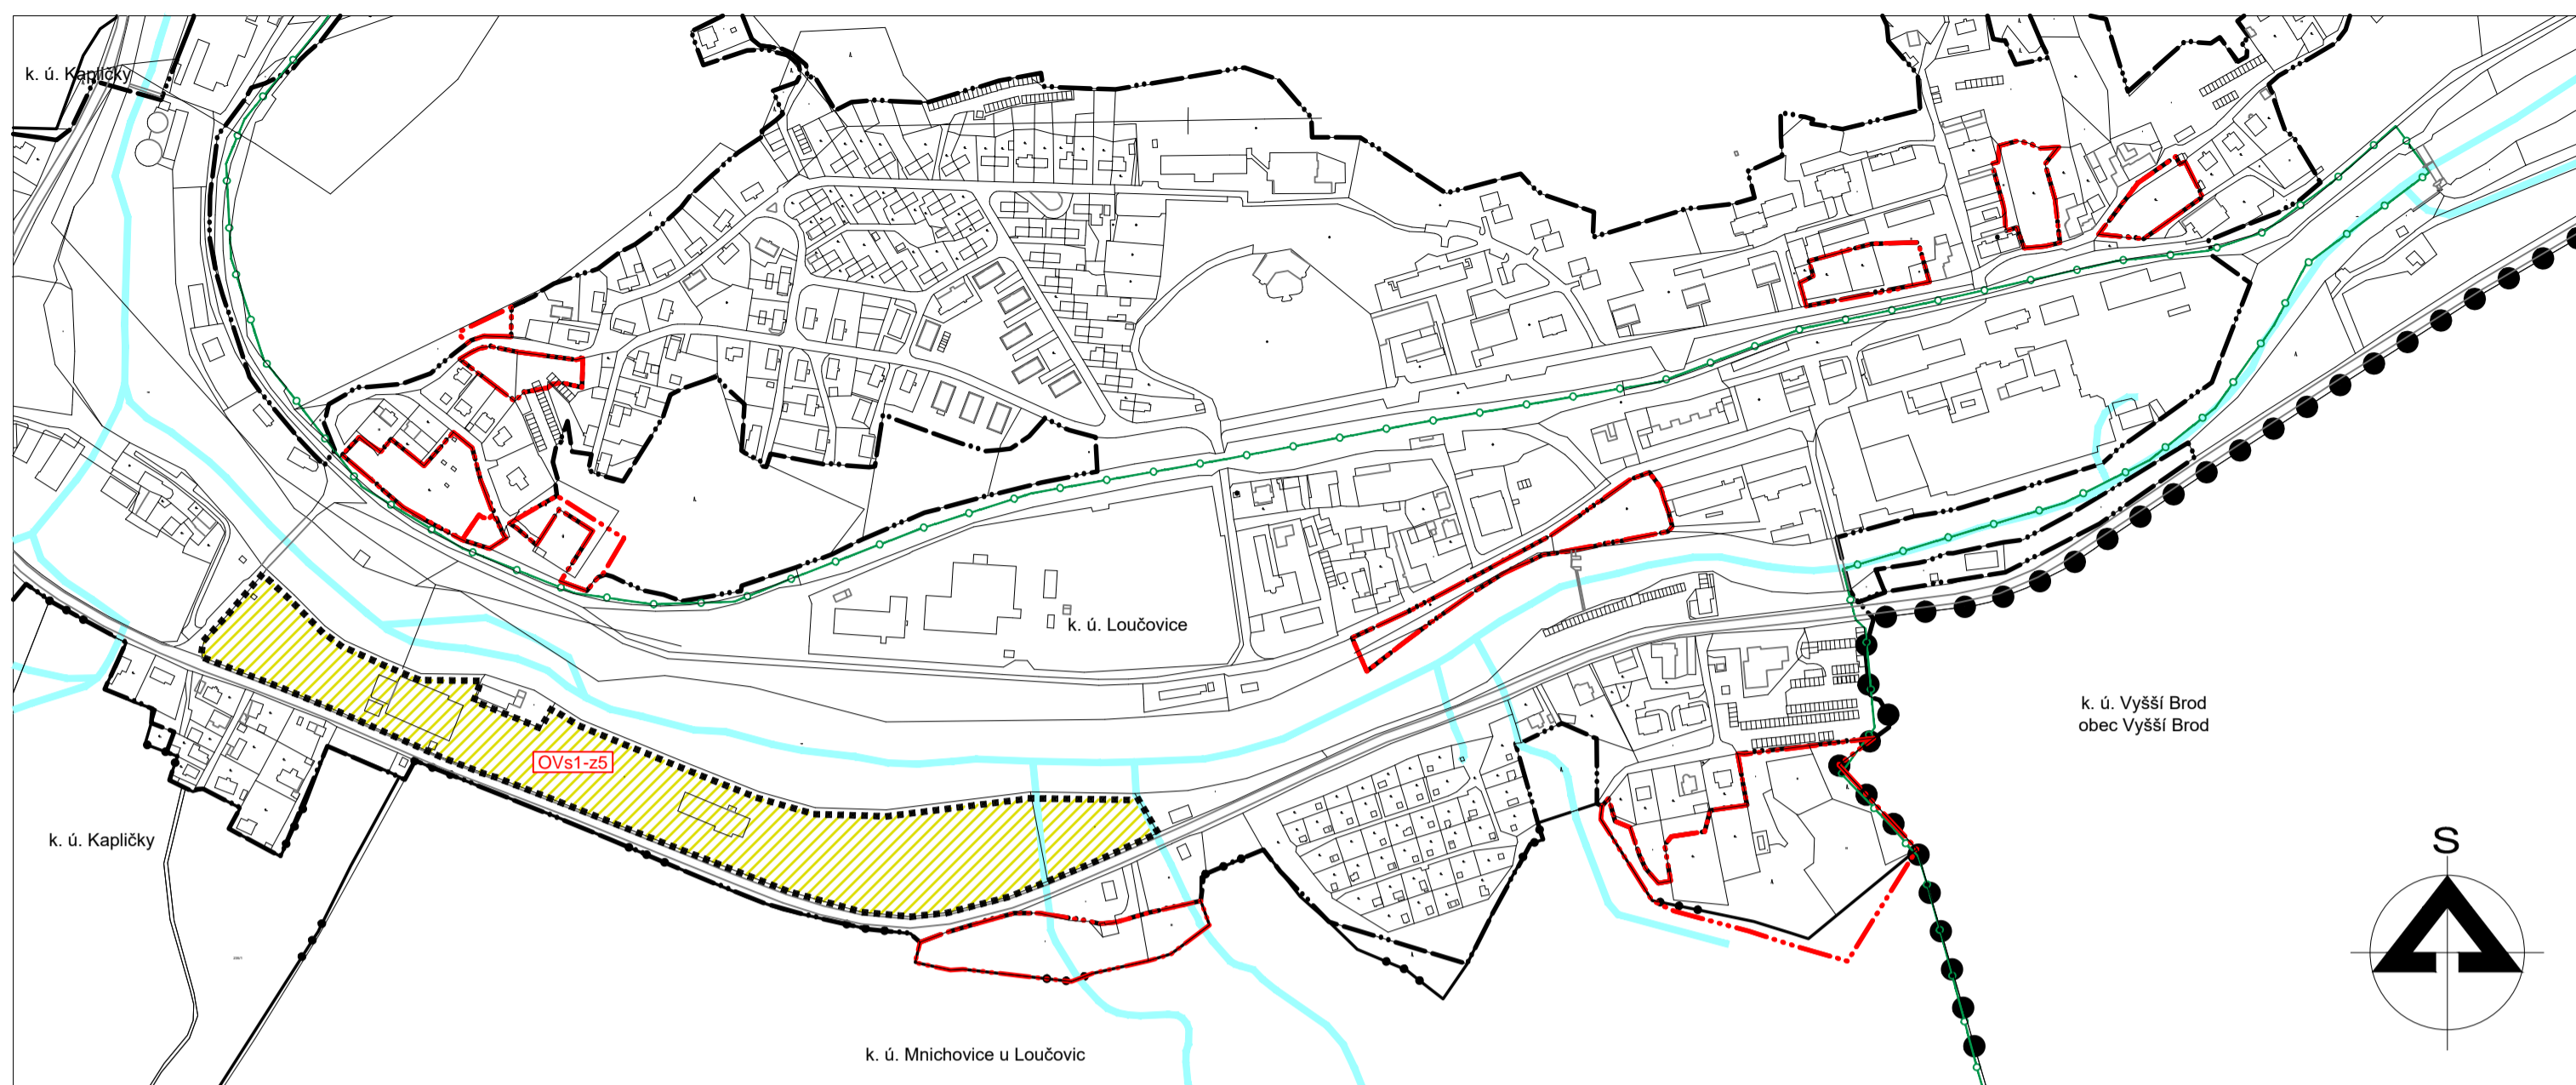 k. ú. Kapličky
k. ú. Loučovice
k. ú. Vyšší Brod
obec Vyšší Brod
OVs1-z5
k. ú. Kapličky
S
k. ú. Mnichovice u Loučovic